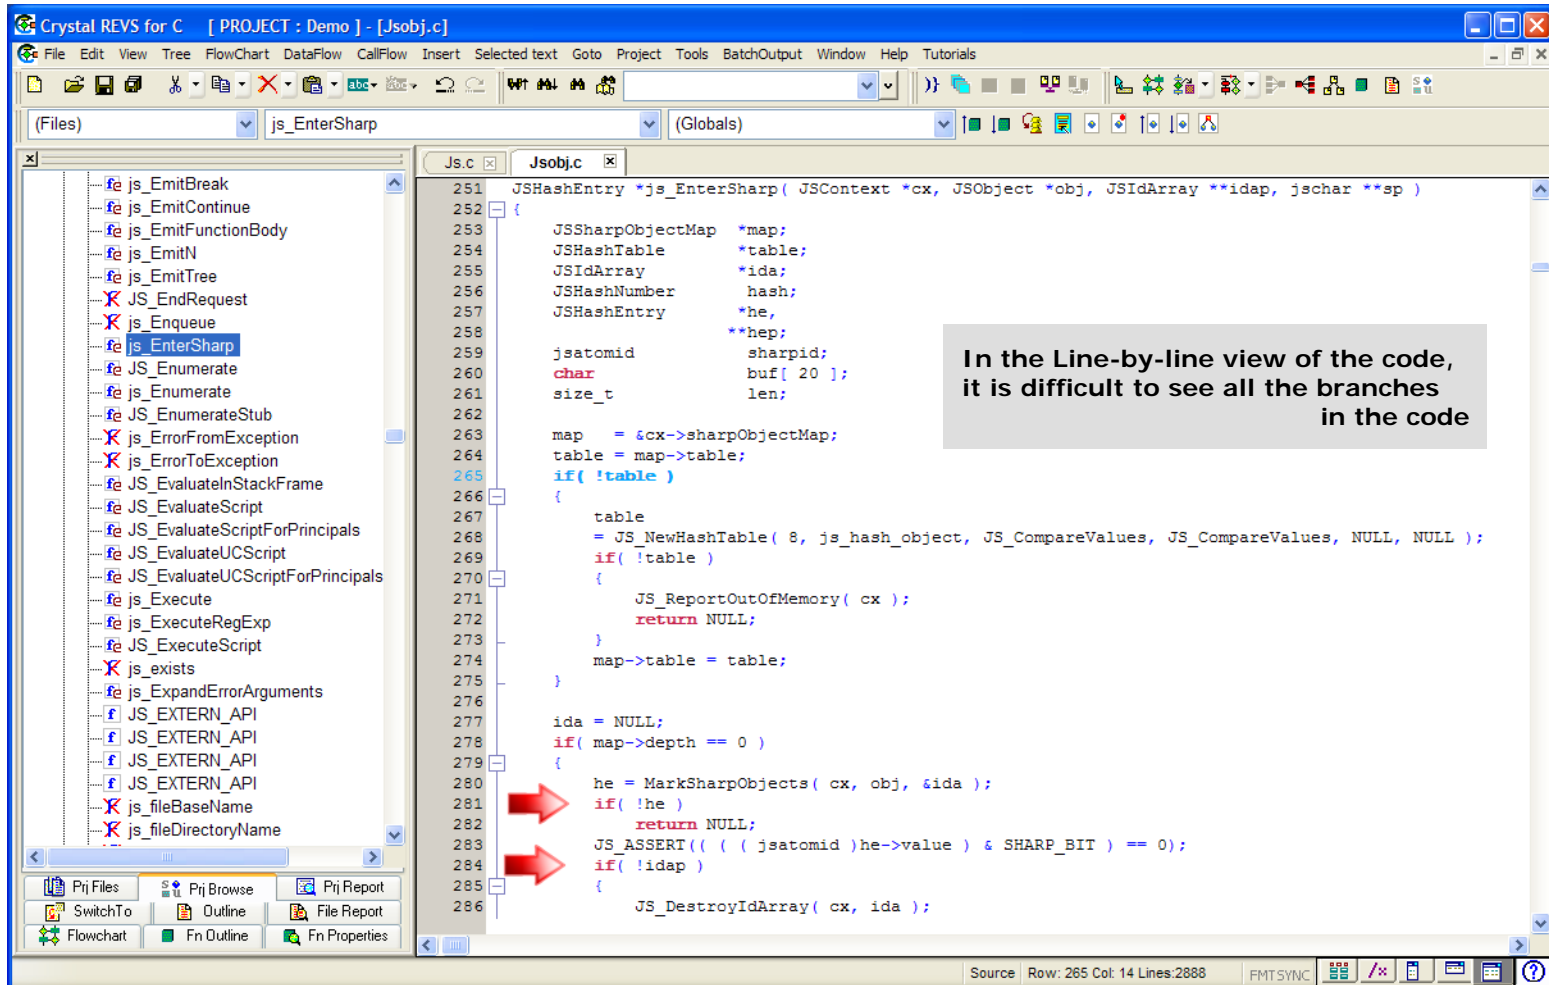 Crystal REVS for C [ PROJECT : Demo ] - [Jsobj.c]
File Edit View Tree FlowChart DataFlow CallFlow Insert Selected text Goto Project Tools BatchOutput Window Help Tutorials
(Files) js_EnterSharp (Globals)
Js.c Jsobj.c
js_EmitBreak
js_EmitContinue
js_EmitFunctionBody
js_EmitN
js_EmitTree
JS_EndRequest
js_Enqueue
js_EnterSharp
JS_Enumerate
js_Enumerate
JS_EnumerateStub
js_ErrorFromException
js_ErrorToException
JS_EvaluateInStackFrame
JS_EvaluateScript
JS_EvaluateScriptForPrincipals
JS_EvaluateUCScript
JS_EvaluateUCScriptForPrincipals
js_Execute
js_ExecuteRegExp
JS_ExecuteScript
js_exists
js_ExpandErrorArguments
JS_EXTERN_API
JS_EXTERN_API
JS_EXTERN_API
JS_EXTERN_API
js_fileBaseName
js_fileDirectoryName
Prj Files Prj Browse Prj Report
SwitchTo Outline File Report
Flowchart Fn Outline Fn Properties
251 JSHashEntry *js_EnterSharp( JSContext *cx, JSObject *obj, JSIdArray **idap, jschar **sp )
252 {
253 JSSharpObjectMap *map;
254 JSHashTable *table;
255 JSIdArray *ida;
256 JSHashNumber hash;
257 JSHashEntry *he,
258 **hep;
259 jsatomid sharpid;
260 char buf[ 20 ];
261 size_t len;
262
263 map = &cx->sharpObjectMap;
264 table = map->table;
265 if( !table )
266 {
267 table
268 = JS_NewHashTable( 8, js_hash_object, JS_CompareValues, JS_CompareValues, NULL, NULL );
269 if( !table )
270 {
271 JS_ReportOutOfMemory( cx );
272 return NULL;
273 }
274 map->table = table;
275 }
276
277 ida = NULL;
278 if( map->depth == 0 )
279 {
280 he = MarkSharpObjects( cx, obj, &ida );
281 if( !he )
282 return NULL;
283 JS_ASSERT(( ( ( jsatomid )he->value ) & SHARP_BIT ) == 0);
284 if( !idap )
285 {
286 JS_DestroyIdArray( cx, ida );
In the Line-by-line view of the code,
it is difficult to see all the branches
in the code
Source Row: 265 Col: 14 Lines:2888 FMT SYNC